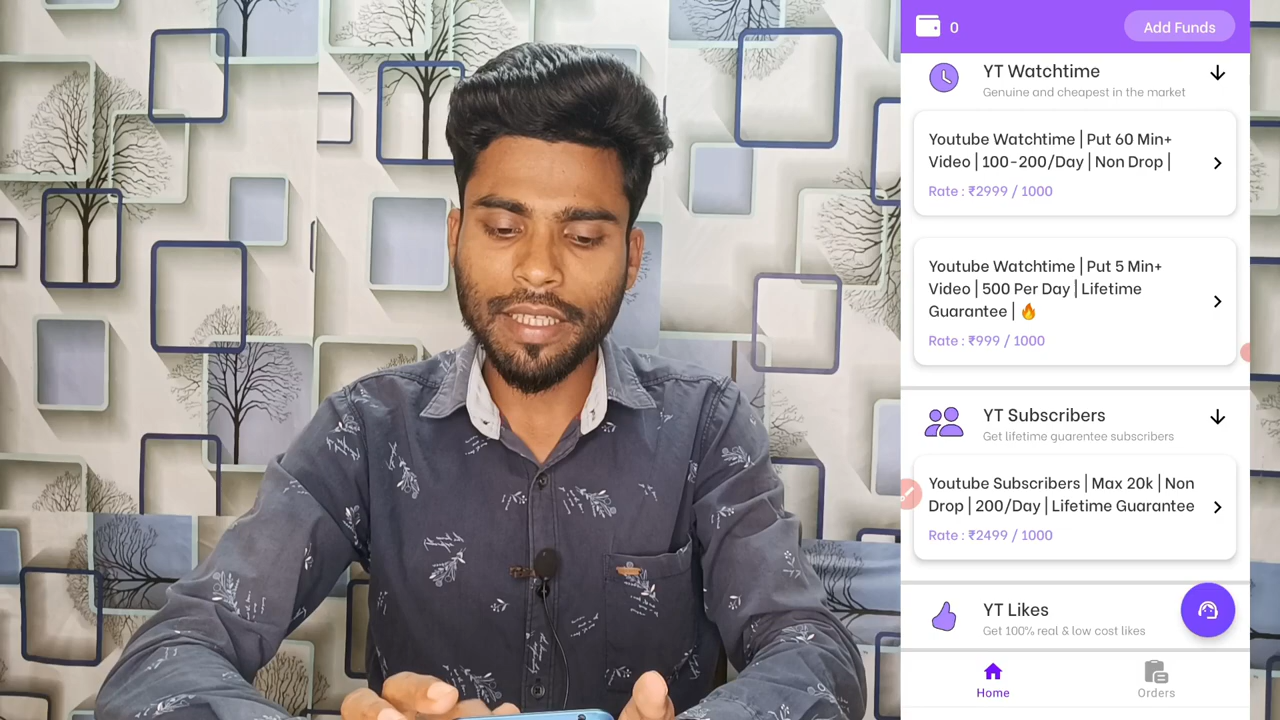 0
Add Funds
YT Watchtime
Genuine and cheapest in the market
Youtube Watchtime | Put 60 Min+
Video | 100-200/Day | Non Drop |
Rate : ₹2999 / 1000
Youtube Watchtime | Put 5 Min+
Video | 500 Per Day | Lifetime
Guarantee | 🔥
Rate : ₹999 / 1000
YT Subscribers
Get lifetime guarentee subscribers
Youtube Subscribers | Max 20k | Non
Drop | 200/Day | Lifetime Guarantee
Rate : ₹2499 / 1000
YT Likes
Get 100% real & low cost likes
Home
Orders